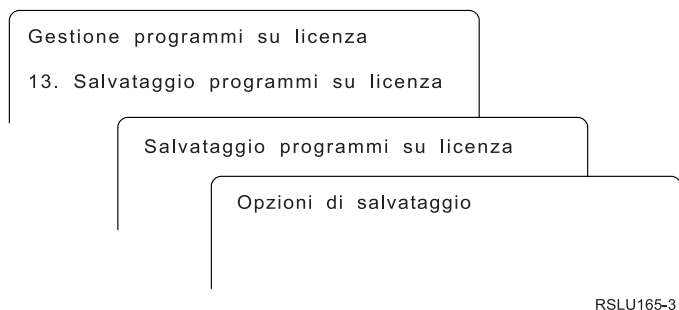 Gestione programmi su licenza
13. Salvataggio programmi su licenza
Salvataggio programmi su licenza
Opzioni di salvataggio
RSLU165-3